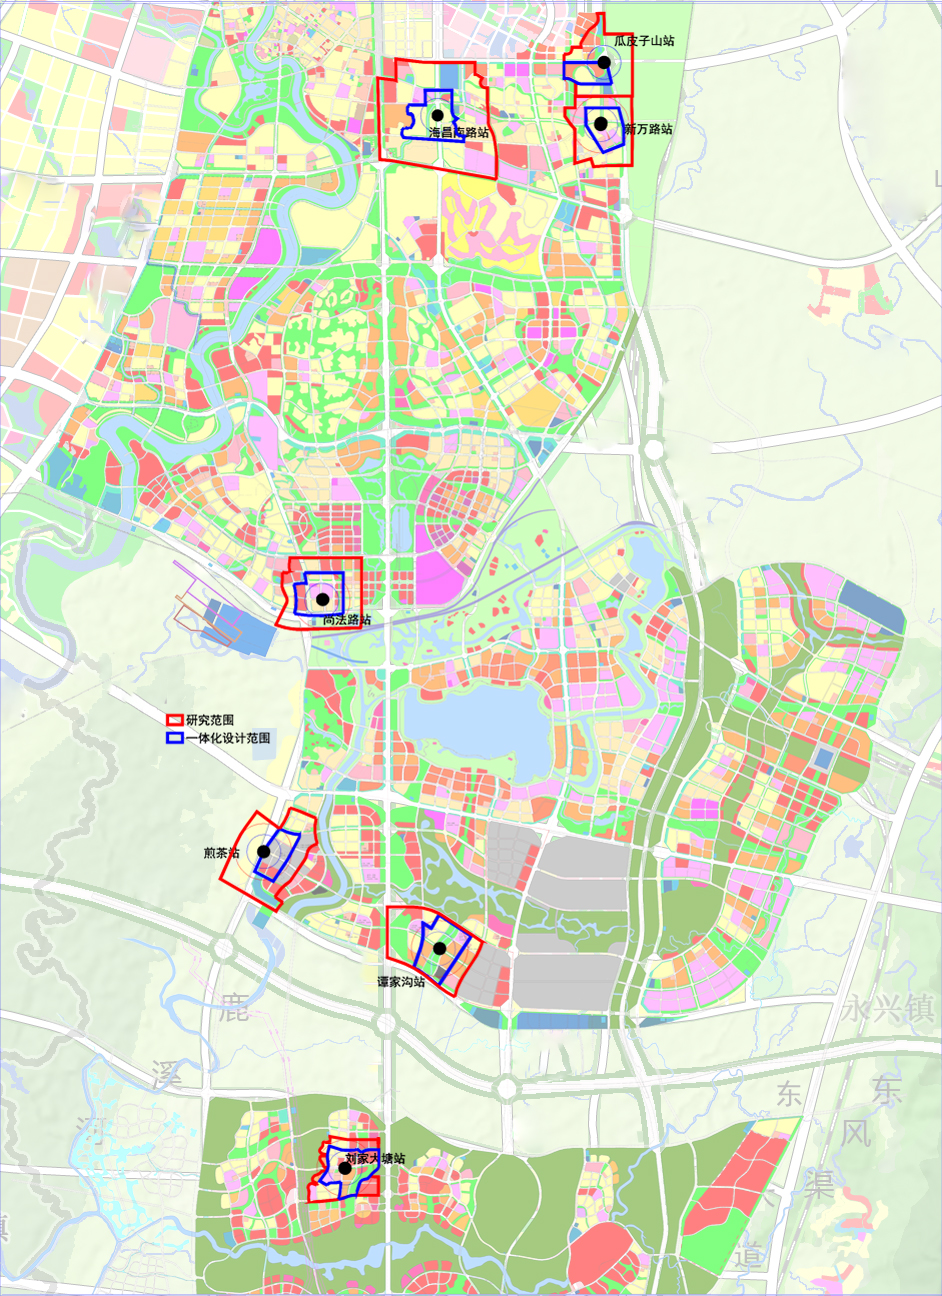 瓜皮子山站
新万路站
海昌南路站
尚法路站
研究范围
一体化设计范围
煎茶站
谭家沟站
鹿
溪
河
永兴镇
东
东
风
渠
道
刘家大塘站
镇